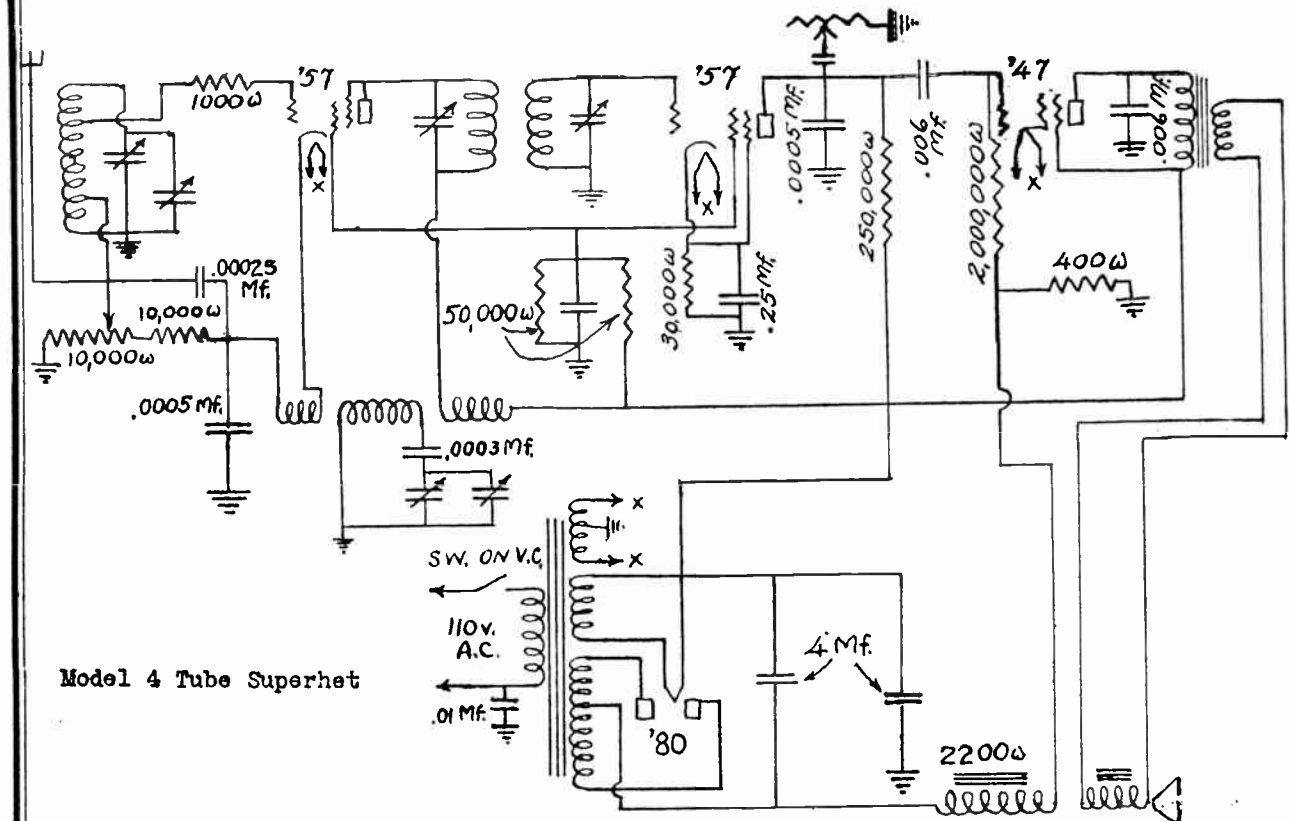 '57
1000ω
X
'57
X
.0005 Mf.
250,000ω
.006 Mf.
'47
2,000,000ω
X
.006 Mf.
400ω
.00025 Mf.
10,000ω
10,000ω
.0005 Mf.
50,000ω
30,000ω
.25 Mf.
.0003 Mf.
SW. ON V.C.
X
X
110 v.
A.C.
4 Mf.
.01 Mf.
'80
2200ω
Model 4 Tube Superhet